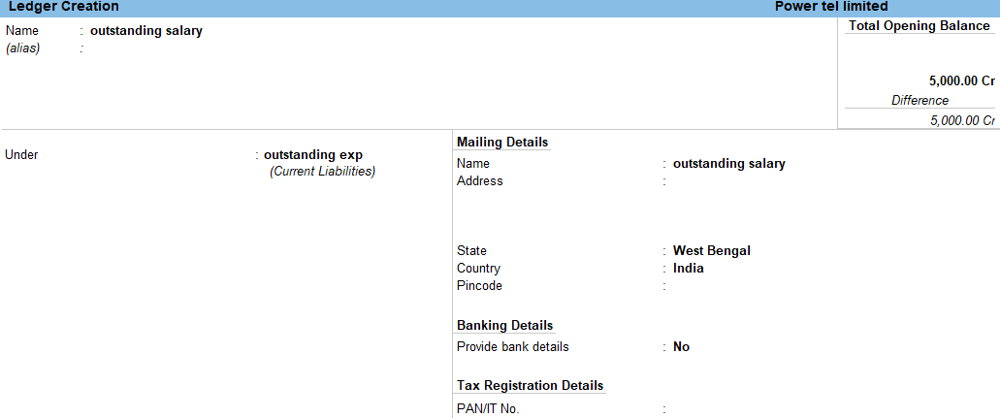 Ledger Creation Power tel limited
Name : outstanding salary
(alias) :
Total Opening Balance
5,000.00 Cr
Difference
5,000.00 Cr
Under : outstanding exp
(Current Liabilities)
Mailing Details
Name : outstanding salary
Address :
State : West Bengal
Country : India
Pincode :
Banking Details
Provide bank details : No
Tax Registration Details
PAN/IT No. :